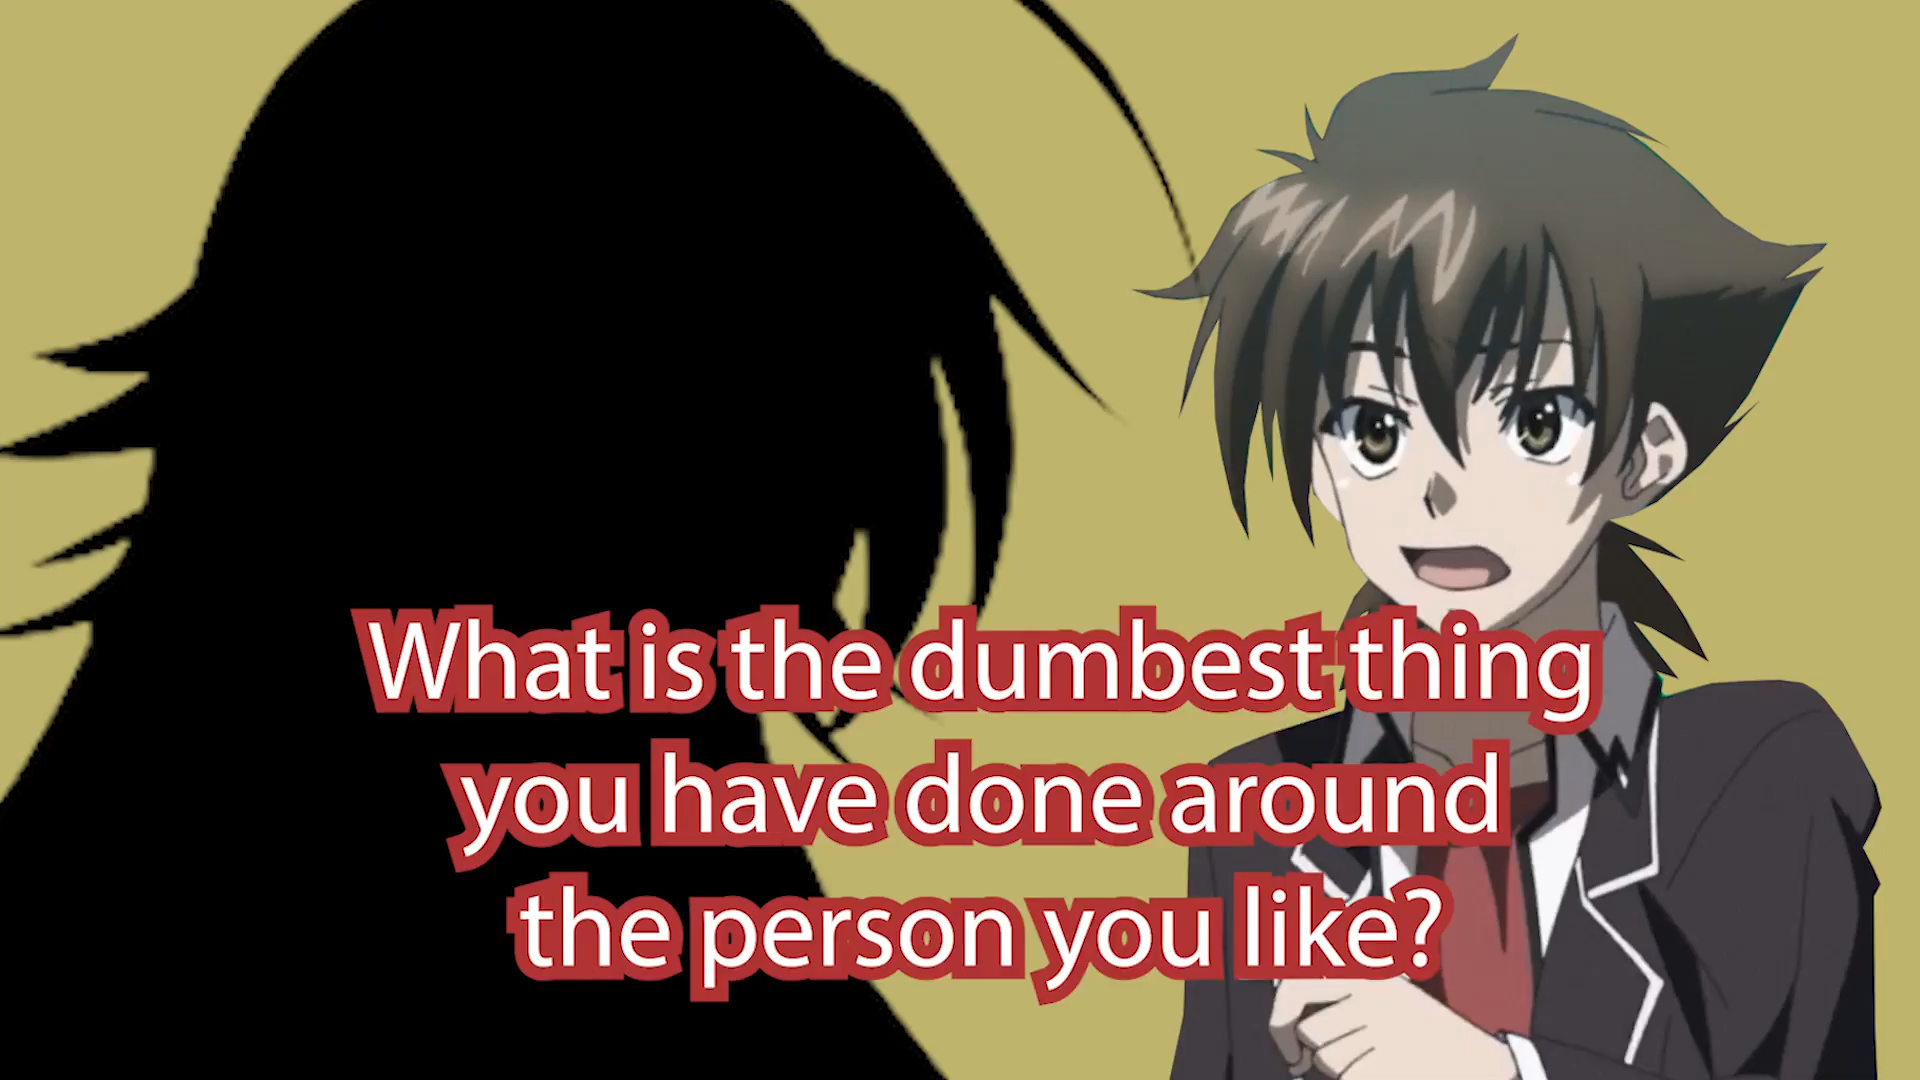 What is the dumbest thing
you have done around
the person you like?